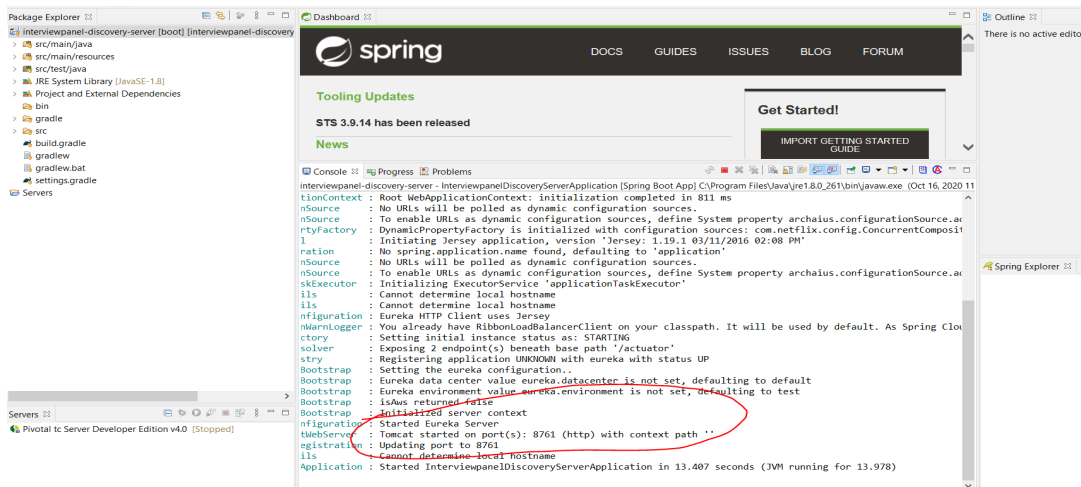 Package Explorer
interviewpanel-discovery-server [boot] [interviewpanel-discovery
src/main/java
src/main/resources
src/test/java
JRE System Library [JavaSE-1.8]
Project and External Dependencies
bin
gradle
src
build.gradle
gradlew
gradlew.bat
settings.gradle
Servers
Servers
Pivotal tc Server Developer Edition v4.0 [Stopped]
Dashboard
spring
DOCS GUIDES ISSUES BLOG FORUM
Tooling Updates
STS 3.9.14 has been released
News
Get Started!
IMPORT GETTING STARTED
GUIDE
Console Progress Problems
interviewpanel-discovery-server - InterviewpanelDiscoveryServerApplication [Spring Boot App] C:\Program Files\Java\jre1.8.0_261\bin\javaw.exe (Oct 16, 2020 11
tionContext : Root WebApplicationContext: initialization completed in 811 ms
nSource : No URLs will be polled as dynamic configuration sources.
nSource : To enable URLs as dynamic configuration sources, define System property archaius.configurationSource.ad
rtyFactory : DynamicPropertyFactory is initialized with configuration sources: com.netflix.config.ConcurrentComposit
l : Initiating Jersey application, version 'Jersey: 1.19.1 03/11/2016 02:08 PM'
ration : No spring.application.name found, defaulting to 'application'
nSource : No URLs will be polled as dynamic configuration sources.
nSource : To enable URLs as dynamic configuration sources, define System property archaius.configurationSource.ad
skExecutor : Initializing ExecutorService 'applicationTaskExecutor'
ils : Cannot determine local hostname
ils : Cannot determine local hostname
nfiguration : Eureka HTTP Client uses Jersey
nWarnLogger : You already have RibbonLoadBalancerClient on your classpath. It will be used by default. As Spring Clou
ctory : Setting initial instance status as: STARTING
solver : Exposing 2 endpoint(s) beneath base path '/actuator'
stry : Registering application UNKNOWN with eureka with status UP
Bootstrap : Setting the eureka configuration..
Bootstrap : Eureka data center value eureka.datacenter is not set, defaulting to default
Bootstrap : Eureka environment value eureka.environment is not set, defaulting to test
Bootstrap : isAws returned false
Bootstrap : Initialized server context
nfiguration : Started Eureka Server
tWebServer : Tomcat started on port(s): 8761 (http) with context path ''
egistration : Updating port to 8761
ils : Cannot determine local hostname
Application : Started InterviewpanelDiscoveryServerApplication in 13.407 seconds (JVM running for 13.978)
Outline
There is no active edito
Spring Explorer